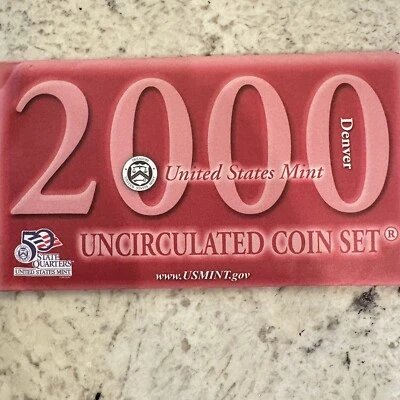 2000
Denver
United States Mint
50
STATE
QUARTERS
UNITED STATES MINT
UNCIRCULATED COIN SET®
www.USMINT.gov